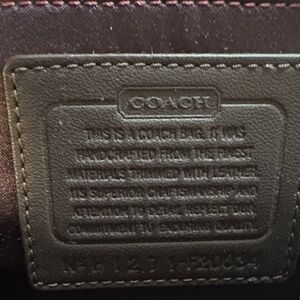 COACH
THIS IS A COACH BAG. IT WAS
HANDCRAFTED FROM THE FINEST
MATERIALS TRIMMED WITH LEATHER.
ITS SUPERIOR CRAFTSMANSHIP AND
ATTENTION TO DETAIL REFLECT OUR
COMMITMENT TO ENDURING QUALITY.